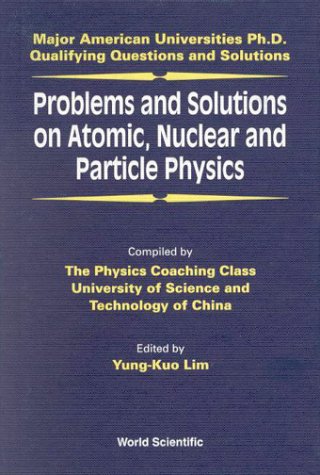 Major American Universities Ph.D.
Qualifying Questions and Solutions
Problems and Solutions
on Atomic, Nuclear and
Particle Physics
Compiled by
The Physics Coaching Class
University of Science and
Technology of China
Edited by
Yung-Kuo Lim
World Scientific